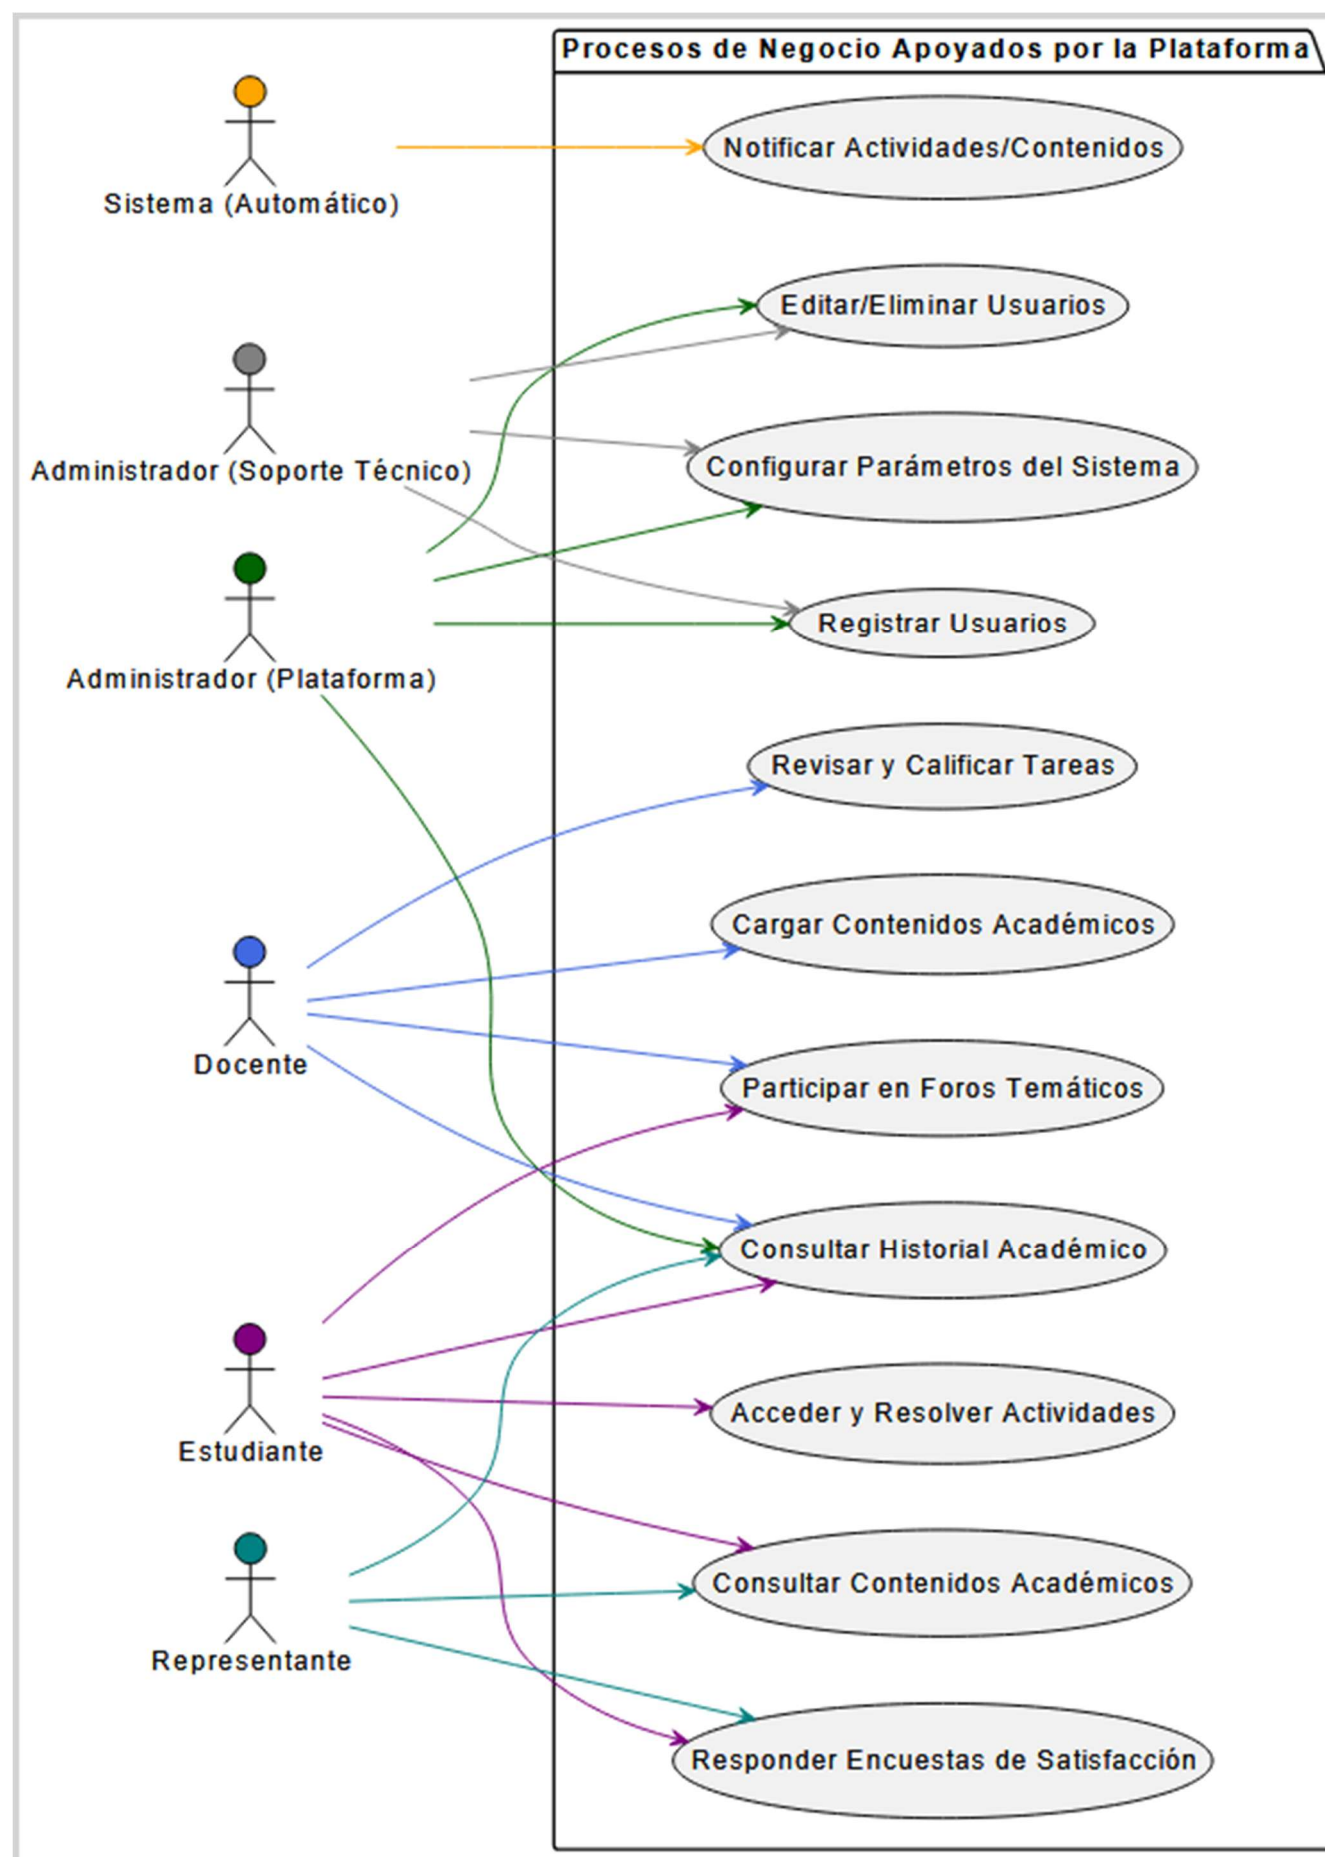 Procesos de Negocio Apoyados por la Plataforma
Notificar Actividades/Contenidos
Sistema (Automático)
Editar/Eliminar Usuarios
Configurar Parámetros del Sistema
Administrador (Soporte Técnico)
Registrar Usuarios
Administrador (Plataforma)
Revisar y Calificar Tareas
Cargar Contenidos Académicos
Docente
Participar en Foros Temáticos
Consultar Historial Académico
Acceder y Resolver Actividades
Estudiante
Consultar Contenidos Académicos
Representante
Responder Encuestas de Satisfacción